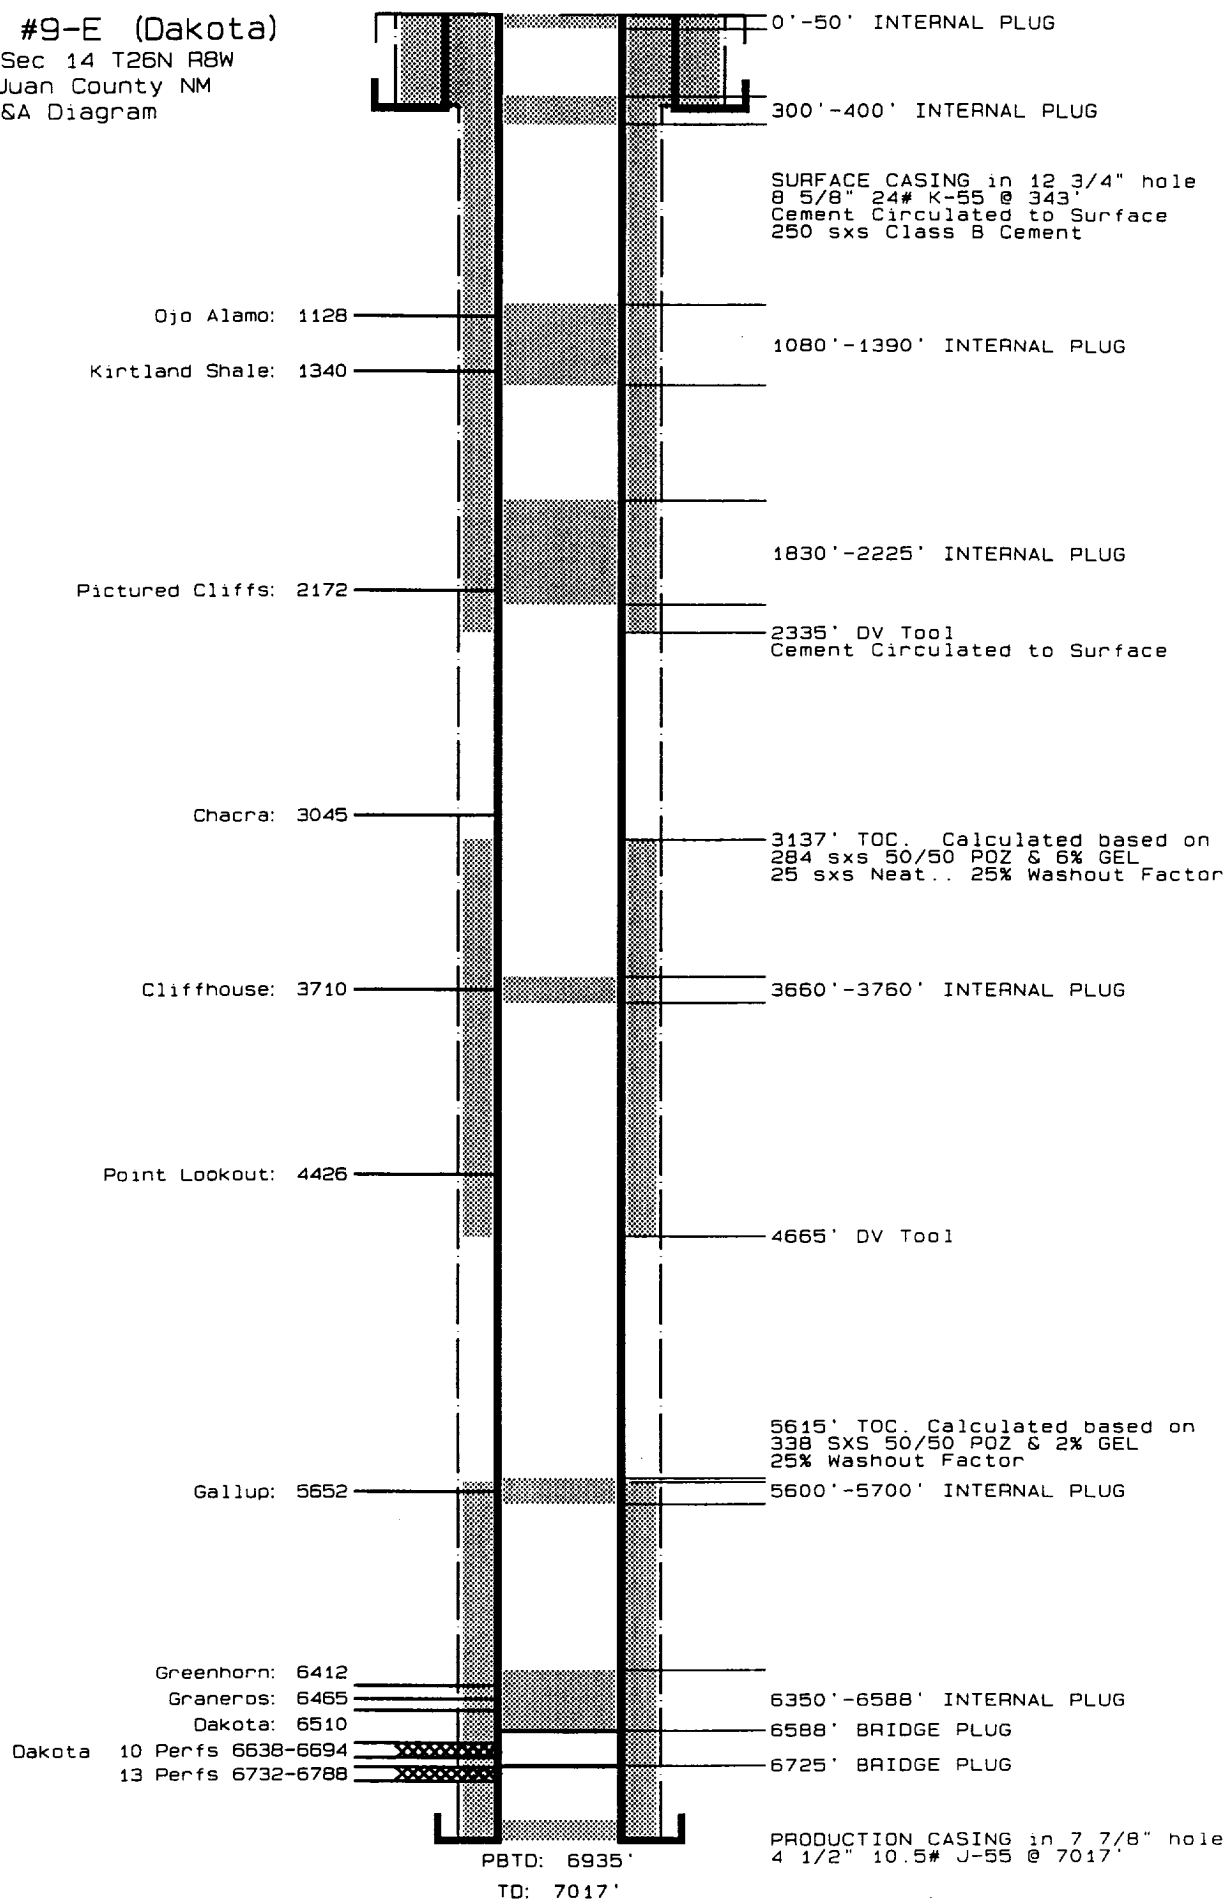 #9-E (Dakota)
Sec 14 T26N R8W
Juan County NM
&A Diagram
0'-50' INTERNAL PLUG
300'-400' INTERNAL PLUG
SURFACE CASING in 12 3/4" hole
8 5/8" 24# K-55 @ 343'
Cement Circulated to Surface
250 sxs Class B Cement
Ojo Alamo: 1128
1080'-1390' INTERNAL PLUG
Kirtland Shale: 1340
1830'-2225' INTERNAL PLUG
Pictured Cliffs: 2172
2335' DV Tool
Cement Circulated to Surface
Chacra: 3045
3137' TOC. Calculated based on
284 sxs 50/50 POZ & 6% GEL
25 sxs Neat.. 25% Washout Factor
Cliffhouse: 3710
3660'-3760' INTERNAL PLUG
Point Lookout: 4426
4665' DV Tool
5615' TOC. Calculated based on
338 SXS 50/50 POZ & 2% GEL
25% Washout Factor
Gallup: 5652
5600'-5700' INTERNAL PLUG
Greenhorn: 6412
Graneros: 6465
6350'-6588' INTERNAL PLUG
Dakota: 6510
6588' BRIDGE PLUG
Dakota 10 Perfs 6638-6694
6725' BRIDGE PLUG
13 Perfs 6732-6788
PRODUCTION CASING in 7 7/8" hole
4 1/2" 10.5# J-55 @ 7017'
PBTD: 6935'
TD: 7017'